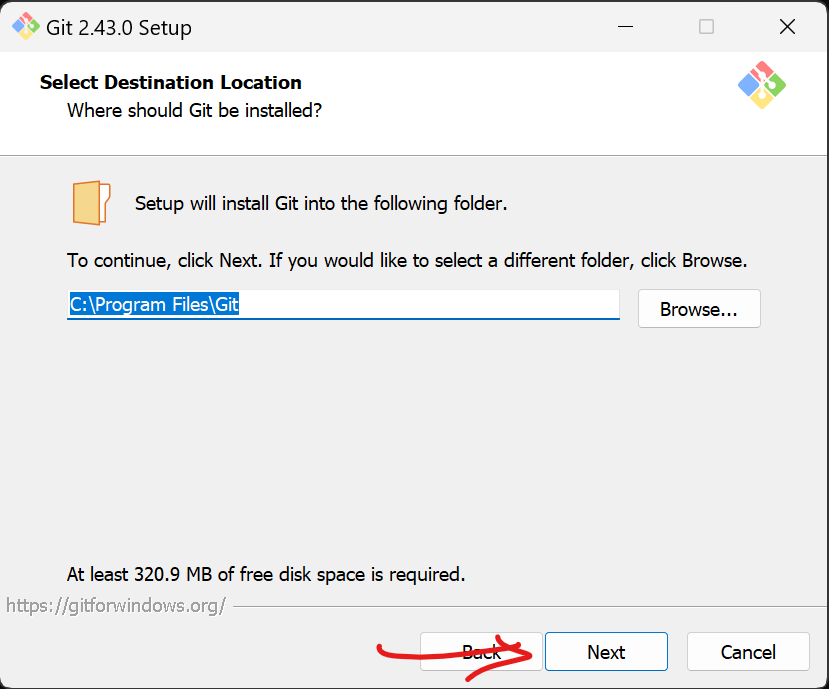 Git 2.43.0 Setup
Select Destination Location
Where should Git be installed?
Setup will install Git into the following folder.
To continue, click Next. If you would like to select a different folder, click Browse.
C:\Program Files\Git
Browse...
At least 320.9 MB of free disk space is required.
https://gitforwindows.org/
Back Next Cancel